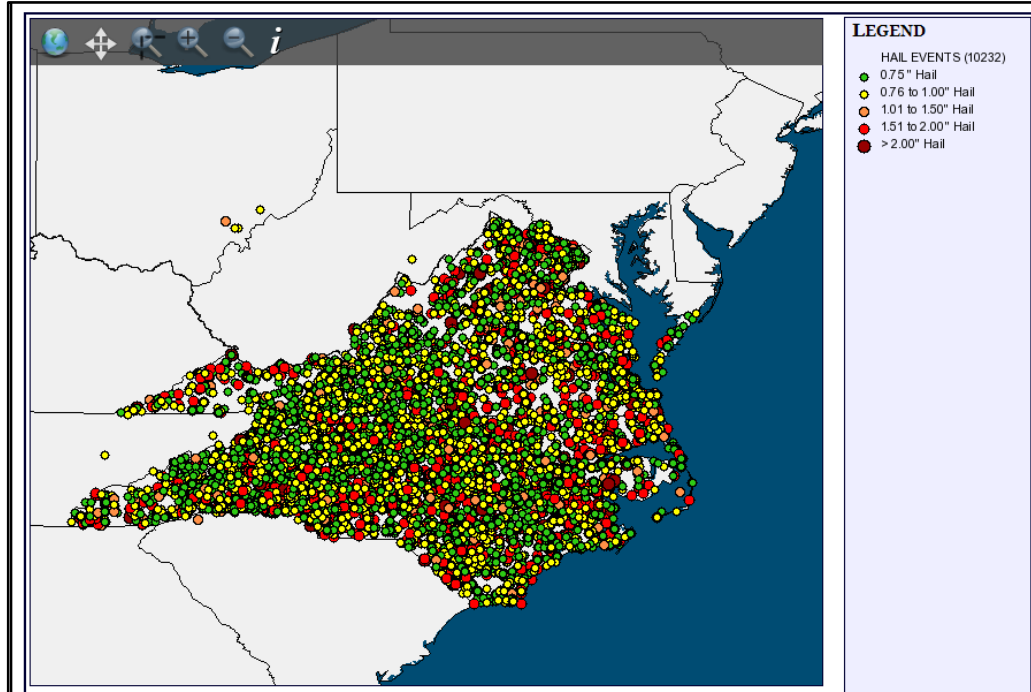 i
LEGEND
HAIL EVENTS (10232)
0.75" Hail
0.76 to 1.00" Hail
1.01 to 1.50" Hail
1.51 to 2.00" Hail
> 2.00" Hail